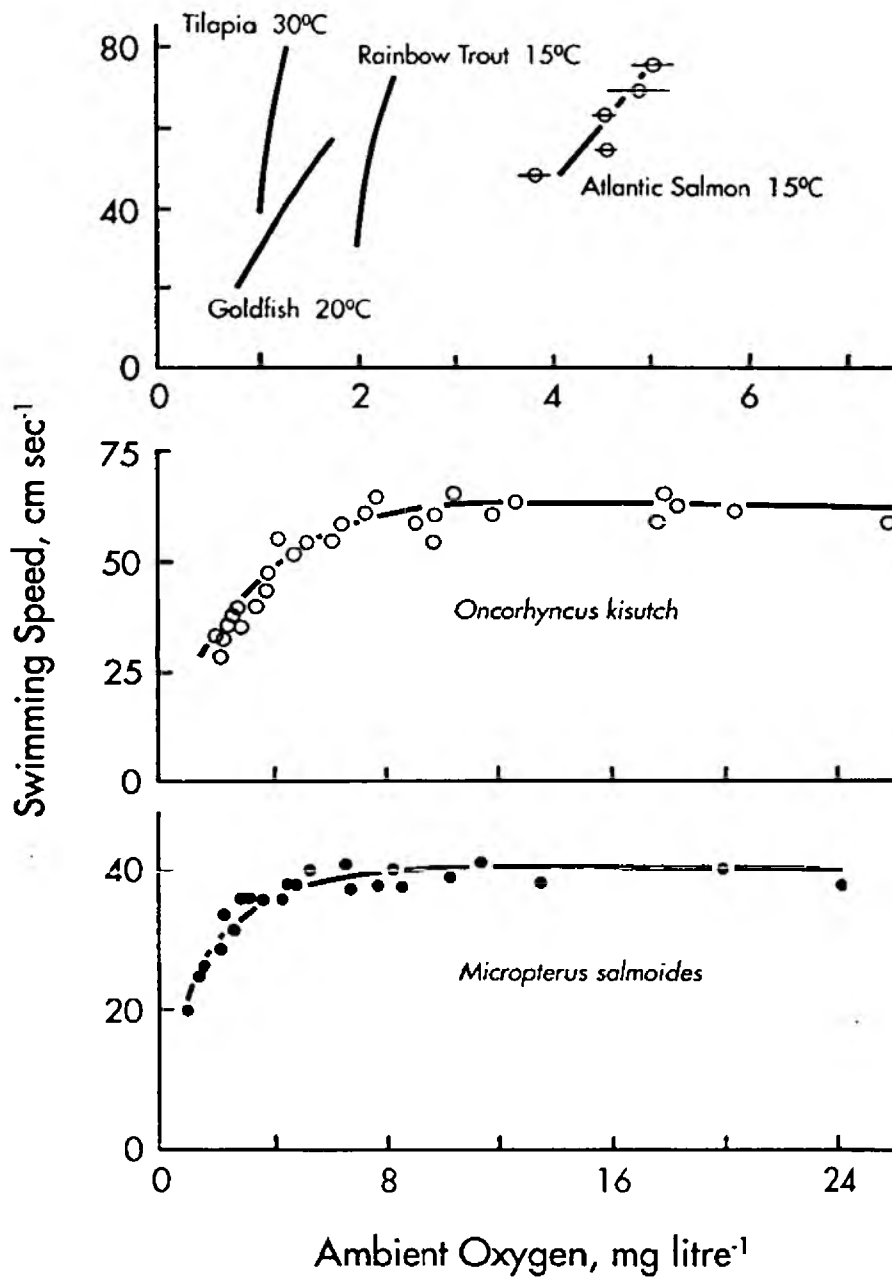 Tilapia 30ºC
80
Rainbow Trout 15ºC
40
Atlantic Salmon 15ºC
Goldfish 20ºC
0
0 2 4 6
75
50
Oncorhyncus kisutch
25
0
40
Micropterus salmoides
20
0
0 8 16 24
Swimming Speed, cm sec-1
Ambient Oxygen, mg litre-1